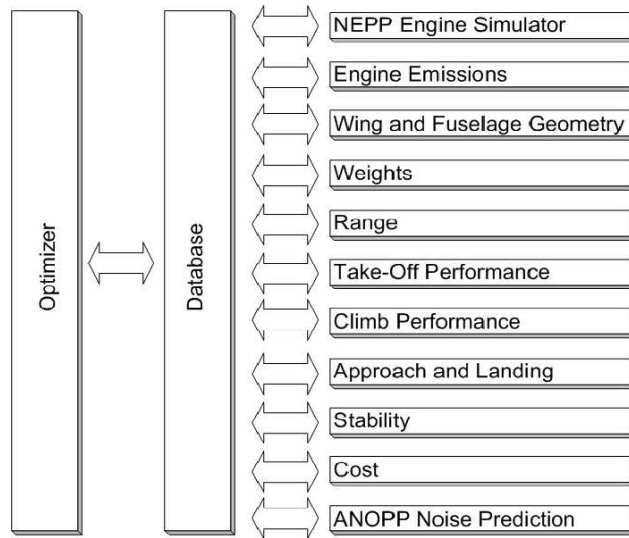 Optimizer
Database
NEPP Engine Simulator
Engine Emissions
Wing and Fuselage Geometry
Weights
Range
Take-Off Performance
Climb Performance
Approach and Landing
Stability
Cost
ANOPP Noise Prediction